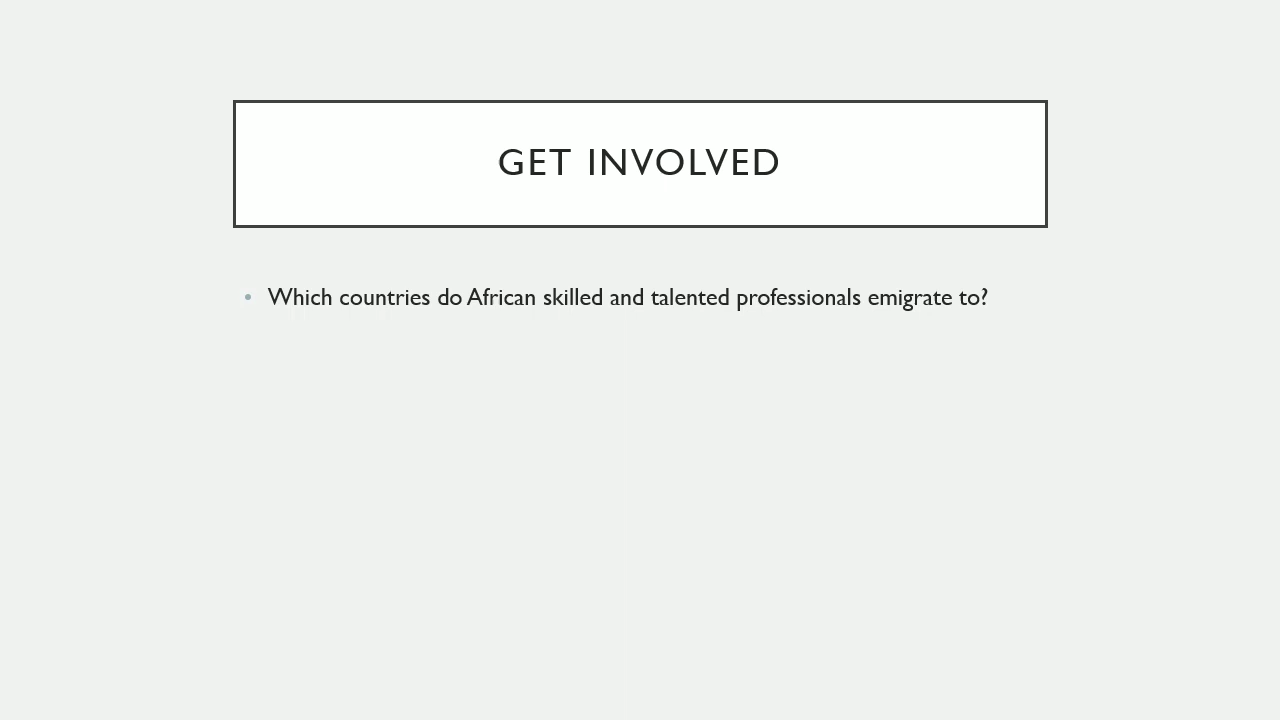 GET INVOLVED
• Which countries do African skilled and talented professionals emigrate to?